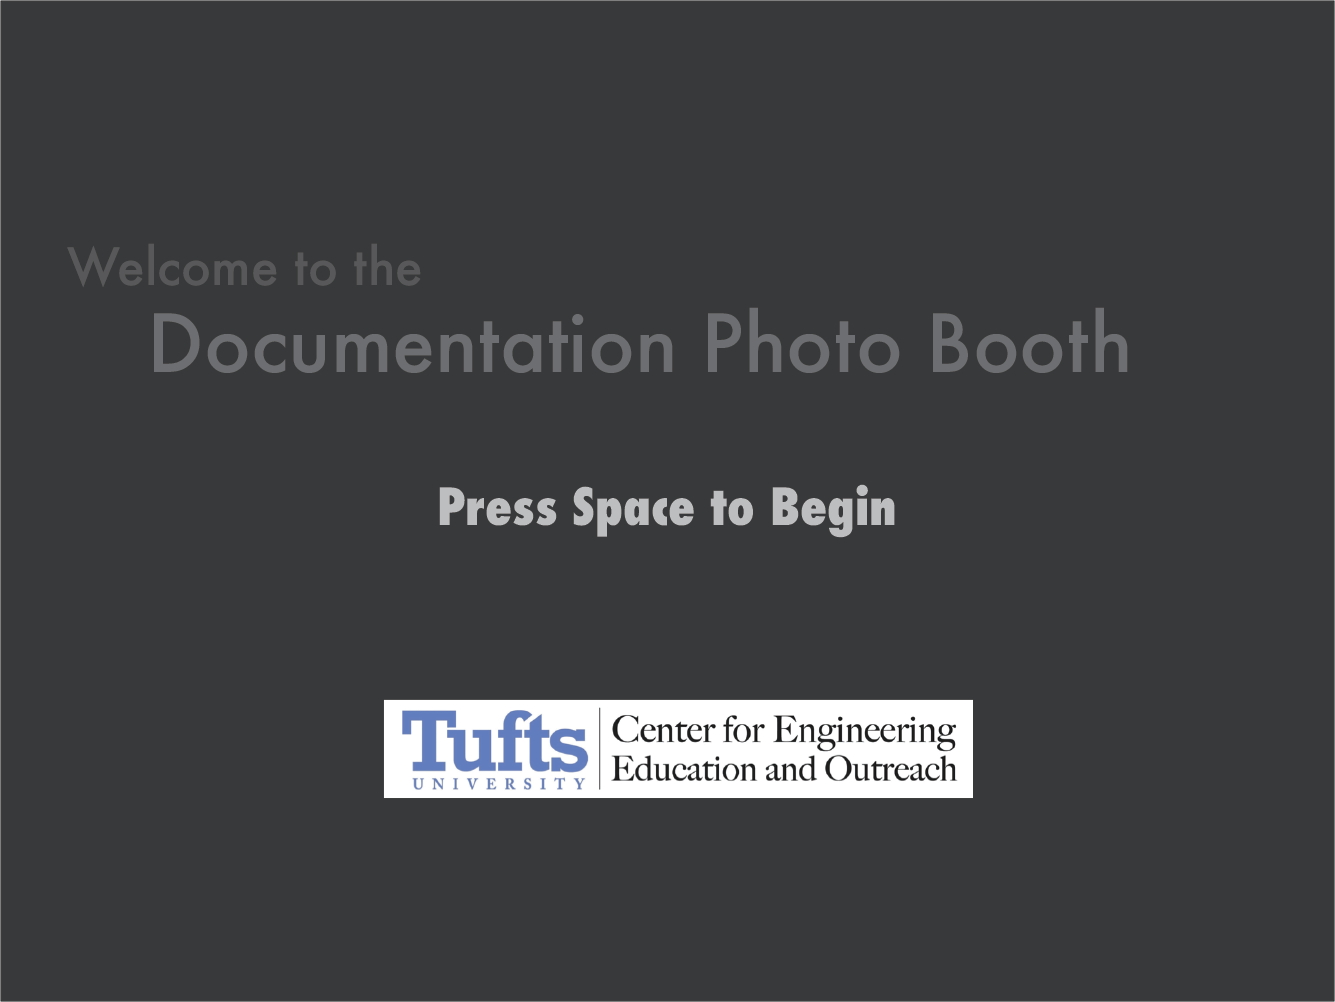 Welcome to the
Documentation Photo Booth
Press Space to Begin
Tufts
UNIVERSITY
Center for Engineering
Education and Outreach